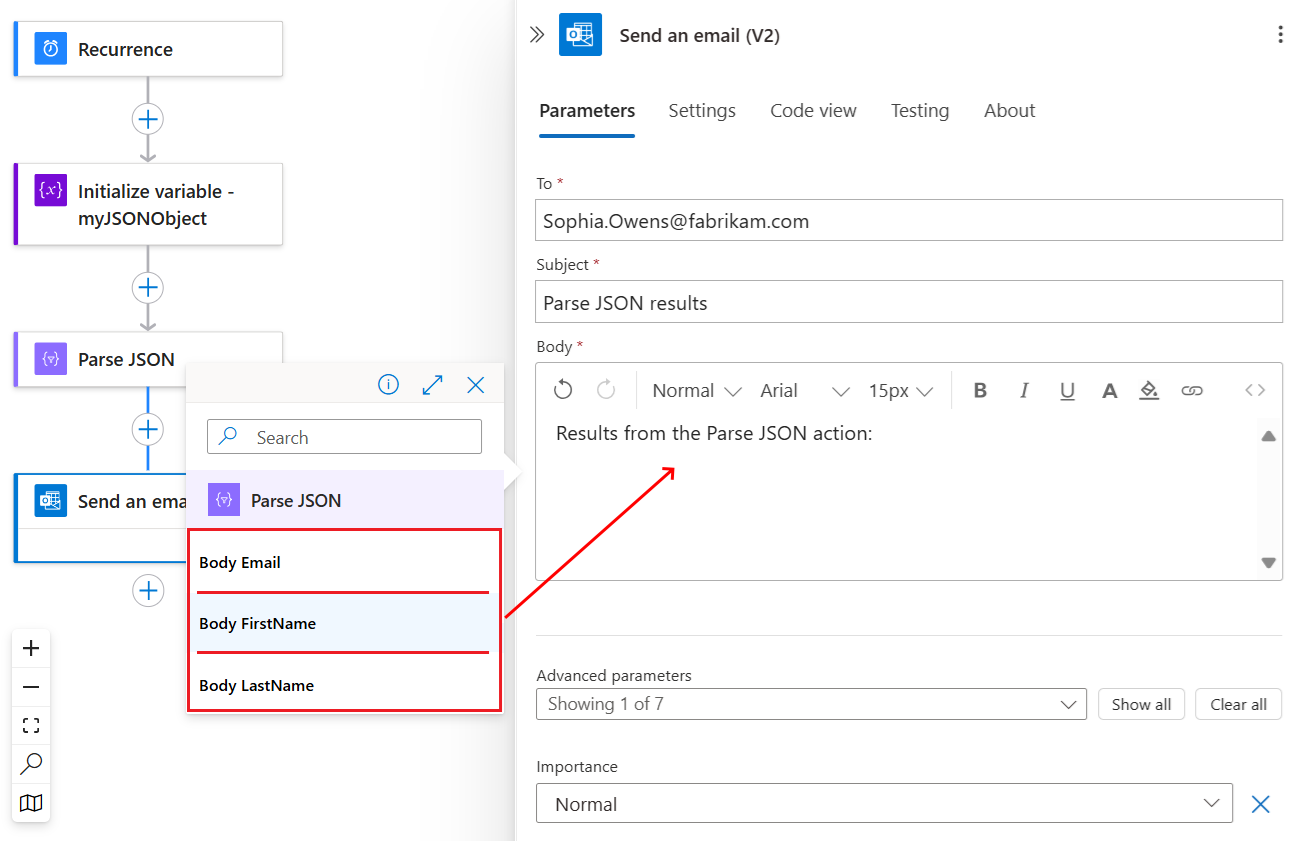 Recurrence
Initialize variable -
myJSONObject
Parse JSON
Send an ema
Search
Parse JSON
Body Email
Body FirstName
Body LastName
Send an email (V2)
Parameters Settings Code view Testing About
To *
Sophia.Owens@fabrikam.com
Subject *
Parse JSON results
Body *
Normal Arial 15px B I U A
Results from the Parse JSON action:
Advanced parameters
Showing 1 of 7 Show all Clear all
Importance
Normal